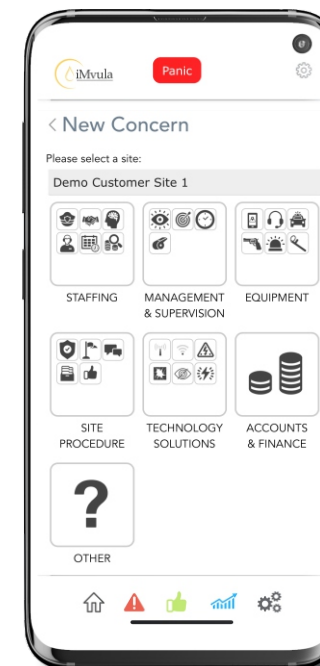 iMvula
Panic
< New Concern
Please select a site:
Demo Customer Site 1
STAFFING
MANAGEMENT
& SUPERVISION
EQUIPMENT
SITE
PROCEDURE
TECHNOLOGY
SOLUTIONS
ACCOUNTS
& FINANCE
?
OTHER